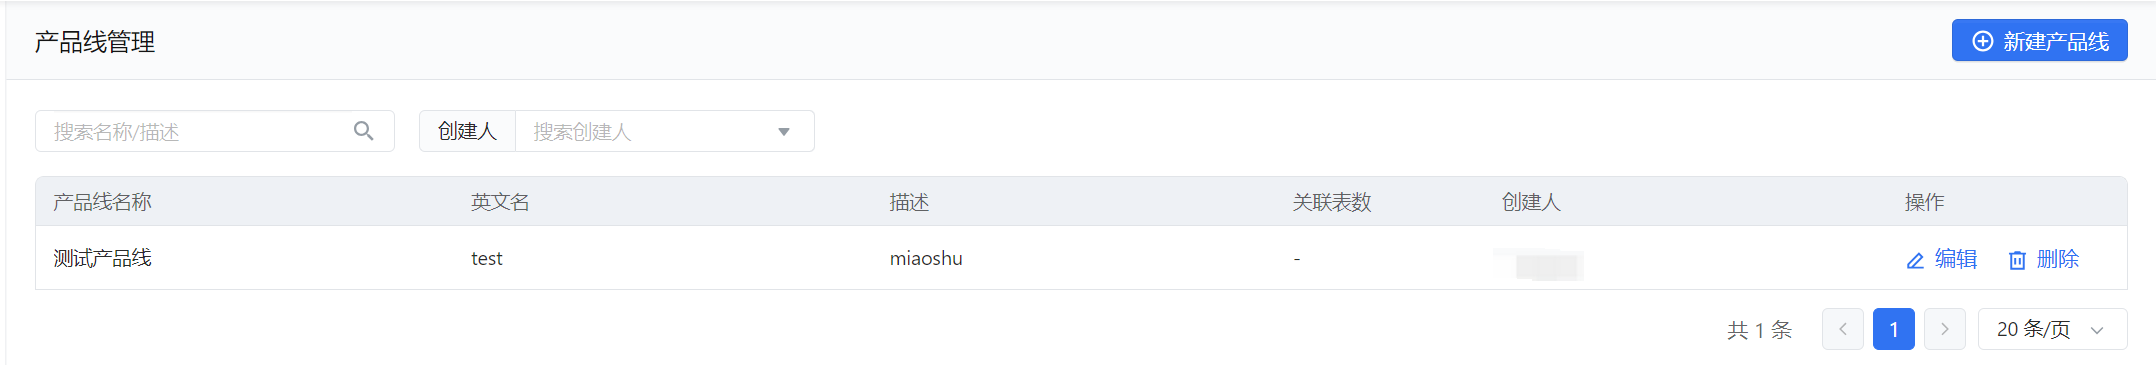 产品线管理
新建产品线
搜索名称/描述
创建人 搜索创建人
产品线名称 英文名 描述 关联表数 创建人 操作
测试产品线 test miaoshu - 编辑 删除
共 1 条 1 20 条/页